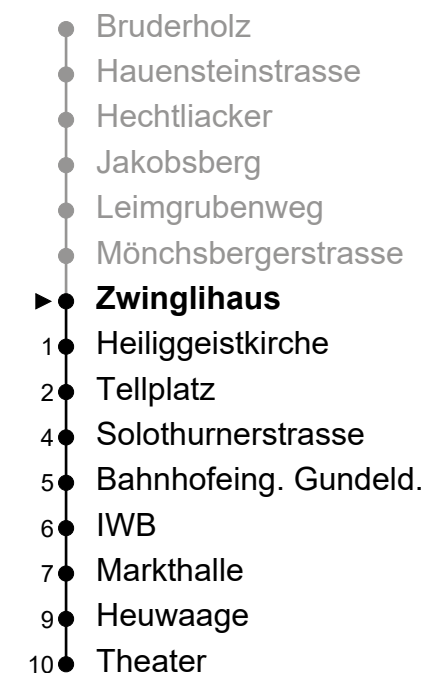 Bruderholz
Hauensteinstrasse
Hechtliacker
Jakobsberg
Leimgrubenweg
Mönchsbergerstrasse
Zwinglihaus
1 Heiliggeistkirche
2 Tellplatz
4 Solothurnerstrasse
5 Bahnhofeing. Gundeld.
6 IWB
7 Markthalle
9 Heuwaage
10 Theater